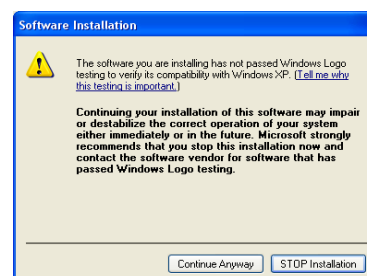 Software Installation
The software you are installing has not passed Windows Logo
testing to verify its compatibility with Windows XP. (Tell me why
this testing is important.)
Continuing your installation of this software may impair
or destabilize the correct operation of your system
either immediately or in the future. Microsoft strongly
recommends that you stop this installation now and
contact the software vendor for software that has
passed Windows Logo testing.
Continue Anyway STOP Installation